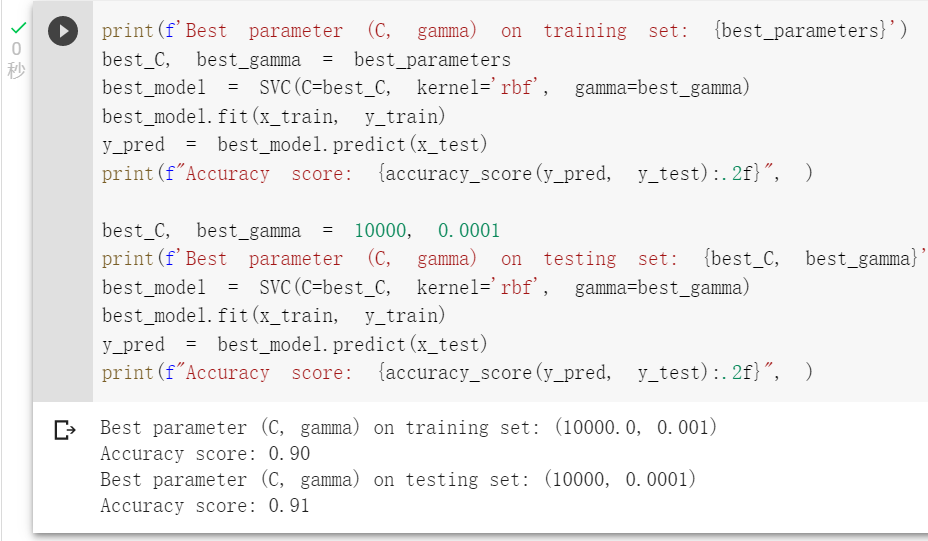 0
秒
print(f'Best parameter (C, gamma) on training set: {best_parameters}')
best_C, best_gamma = best_parameters
best_model = SVC(C=best_C, kernel='rbf', gamma=best_gamma)
best_model.fit(x_train, y_train)
y_pred = best_model.predict(x_test)
print(f"Accuracy score: {accuracy_score(y_pred, y_test):.2f}", )
best_C, best_gamma = 10000, 0.0001
print(f'Best parameter (C, gamma) on testing set: {best_C, best_gamma}'
best_model = SVC(C=best_C, kernel='rbf', gamma=best_gamma)
best_model.fit(x_train, y_train)
y_pred = best_model.predict(x_test)
print(f"Accuracy score: {accuracy_score(y_pred, y_test):.2f}", )
Best parameter (C, gamma) on training set: (10000.0, 0.001)
Accuracy score: 0.90
Best parameter (C, gamma) on testing set: (10000, 0.0001)
Accuracy score: 0.91